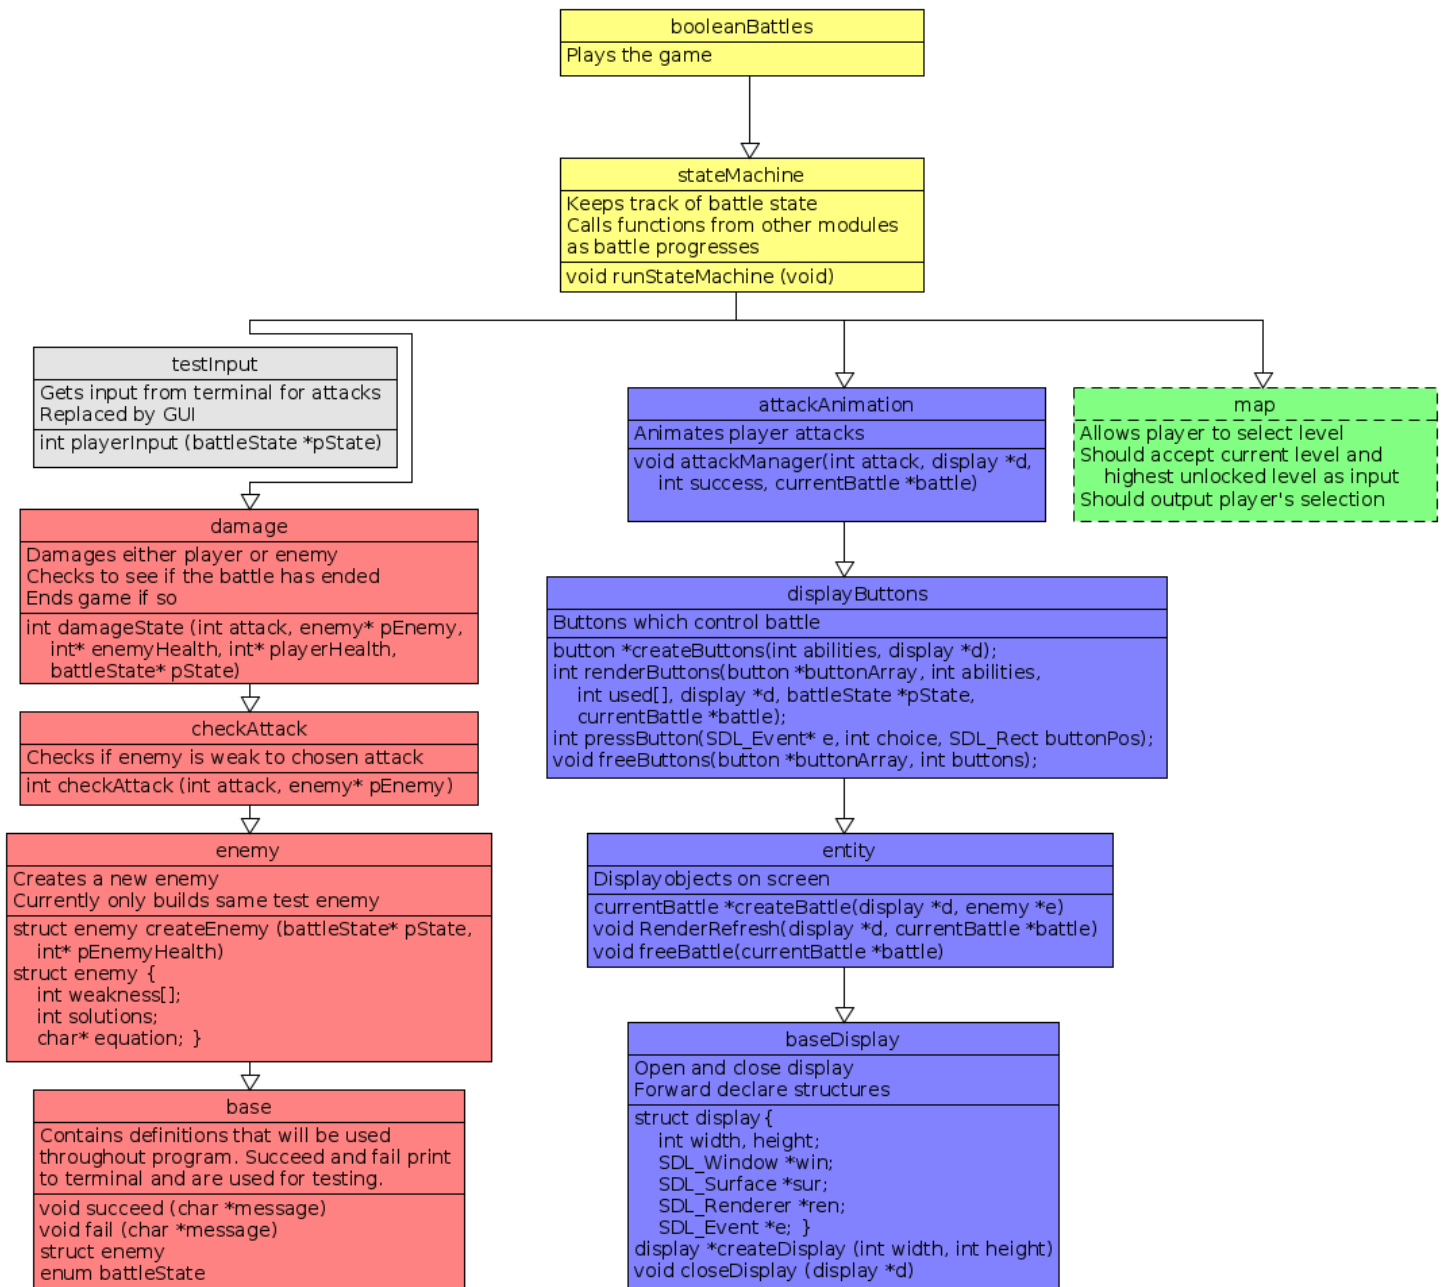 booleanBattles
Plays the game
stateMachine
Keeps track of battle state
Calls functions from other modules
as battle progresses
void runStateMachine (void)
testInput
Gets input from terminal for attacks
Replaced by GUI
int playerInput (battleState *pState)
attackAnimation
Animates player attacks
void attackManager(int attack, display *d,
int success, currentBattle *battle)
map
Allows player to select level
Should accept current level and
highest unlocked level as input
Should output player's selection
damage
Damages either player or enemy
Checks to see if the battle has ended
Ends game if so
int damageState (int attack, enemy* pEnemy,
int* enemyHealth, int* playerHealth,
battleState* pState)
displayButtons
Buttons which control battle
button *createButtons(int abilities, display *d);
int renderButtons(button *buttonArray, int abilities,
int used[], display *d, battleState *pState,
currentBattle *battle);
int pressButton(SDL_Event* e, int choice, SDL_Rect buttonPos);
void freeButtons(button *buttonArray, int buttons);
checkAttack
Checks if enemy is weak to chosen attack
int checkAttack (int attack, enemy* pEnemy)
enemy
Creates a new enemy
Currently only builds same test enemy
struct enemy createEnemy (battleState* pState,
int* pEnemyHealth)
struct enemy {
int weakness[];
int solutions;
char* equation; }
entity
Displayobjects on screen
currentBattle *createBattle(display *d, enemy *e)
void RenderRefresh(display *d, currentBattle *battle)
void freeBattle(currentBattle *battle)
base
Contains definitions that will be used
throughout program. Succeed and fail print
to terminal and are used for testing.
void succeed (char *message)
void fail (char *message)
struct enemy
enum battleState
baseDisplay
Open and close display
Forward declare structures
struct display{
int width, height;
SDL_Window *win;
SDL_Surface *sur;
SDL_Renderer *ren;
SDL_Event *e; }
display *createDisplay (int width, int height)
void closeDisplay (display *d)